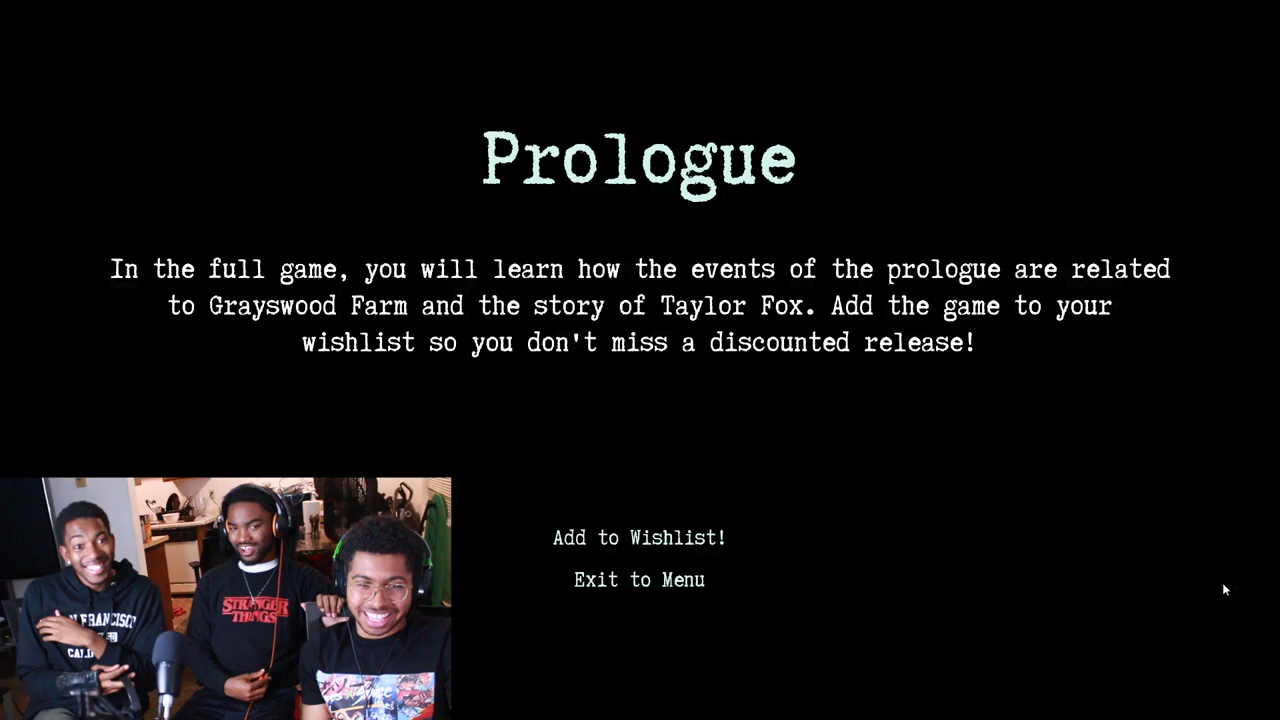 Prologue
In the full game, you will learn how the events of the prologue are related
to Grayswood Farm and the story of Taylor Fox. Add the game to your
wishlist so you don't miss a discounted release!
Add to Wishlist!
Exit to Menu
STRANGER
THINGS